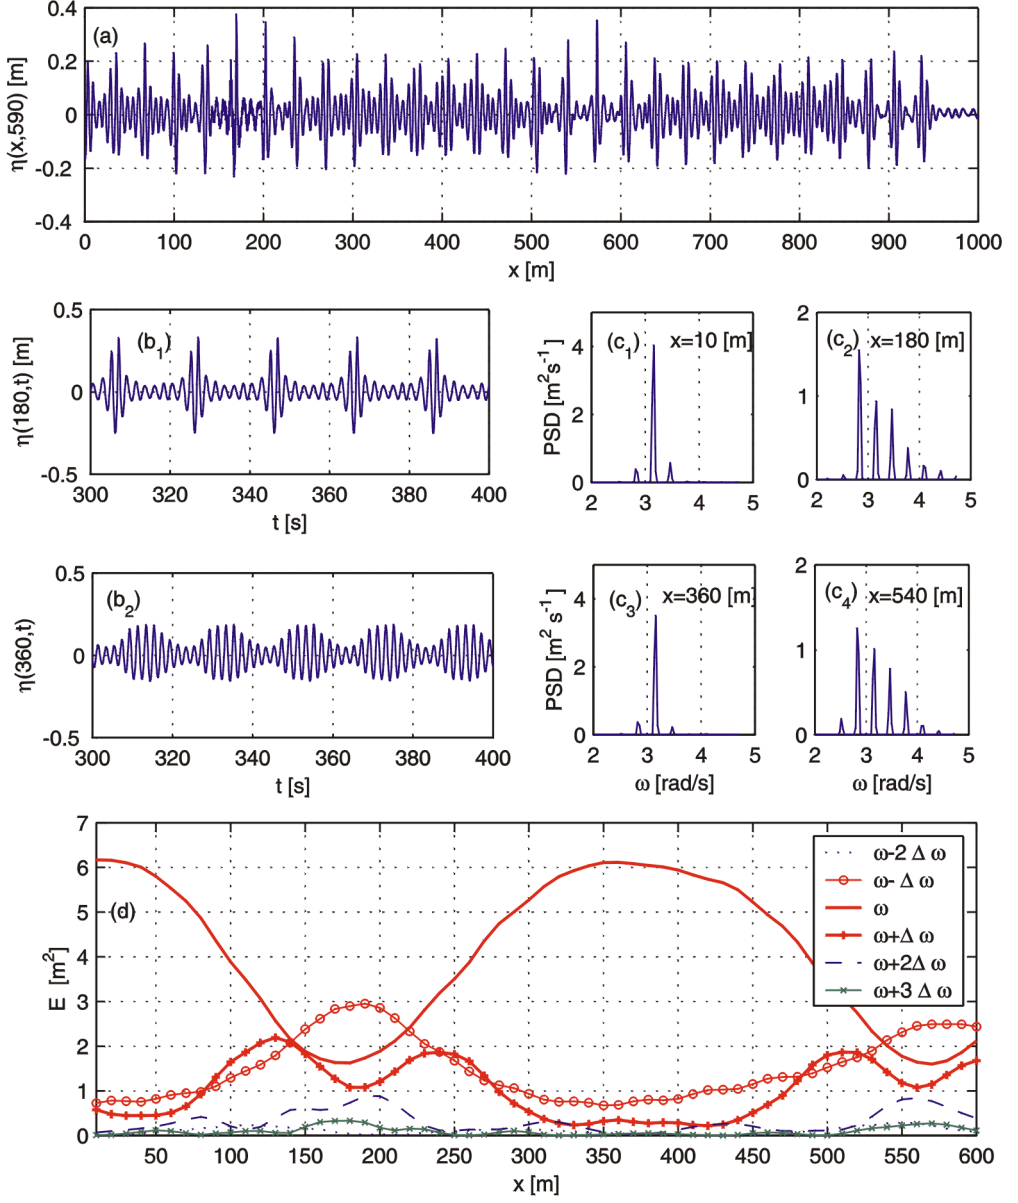 (a)
η(x,590) [m]
0.4
0.2
0
-0.2
-0.4
0 100 200 300 400 500 600 700 800 900 1000
x [m]
(b1)
η(180,t) [m]
0.5
0
-0.5
300 320 340 360 380 400
t [s]
(c1) x=10 [m]
PSD [m2s-1]
4
2
0
2 3 4 5
(c2) x=180 [m]
2
1
0
2 3 4 5
(b2)
η(360,t)
0.5
0
-0.5
300 320 340 360 380 400
t [s]
(c3) x=360 [m]
PSD [m2 s-1]
4
2
0
2 3 4 5
ω [rad/s]
(c4) x=540 [m]
2
1
0
2 3 4 5
ω [rad/s]
(d)
E [m2]
7
6
5
4
3
2
1
0
50 100 150 200 250 300 350 400 450 500 550 600
x [m]
ω-2 Δ ω
ω- Δ ω
ω
ω+Δ ω
ω+2Δ ω
ω+3 Δ ω